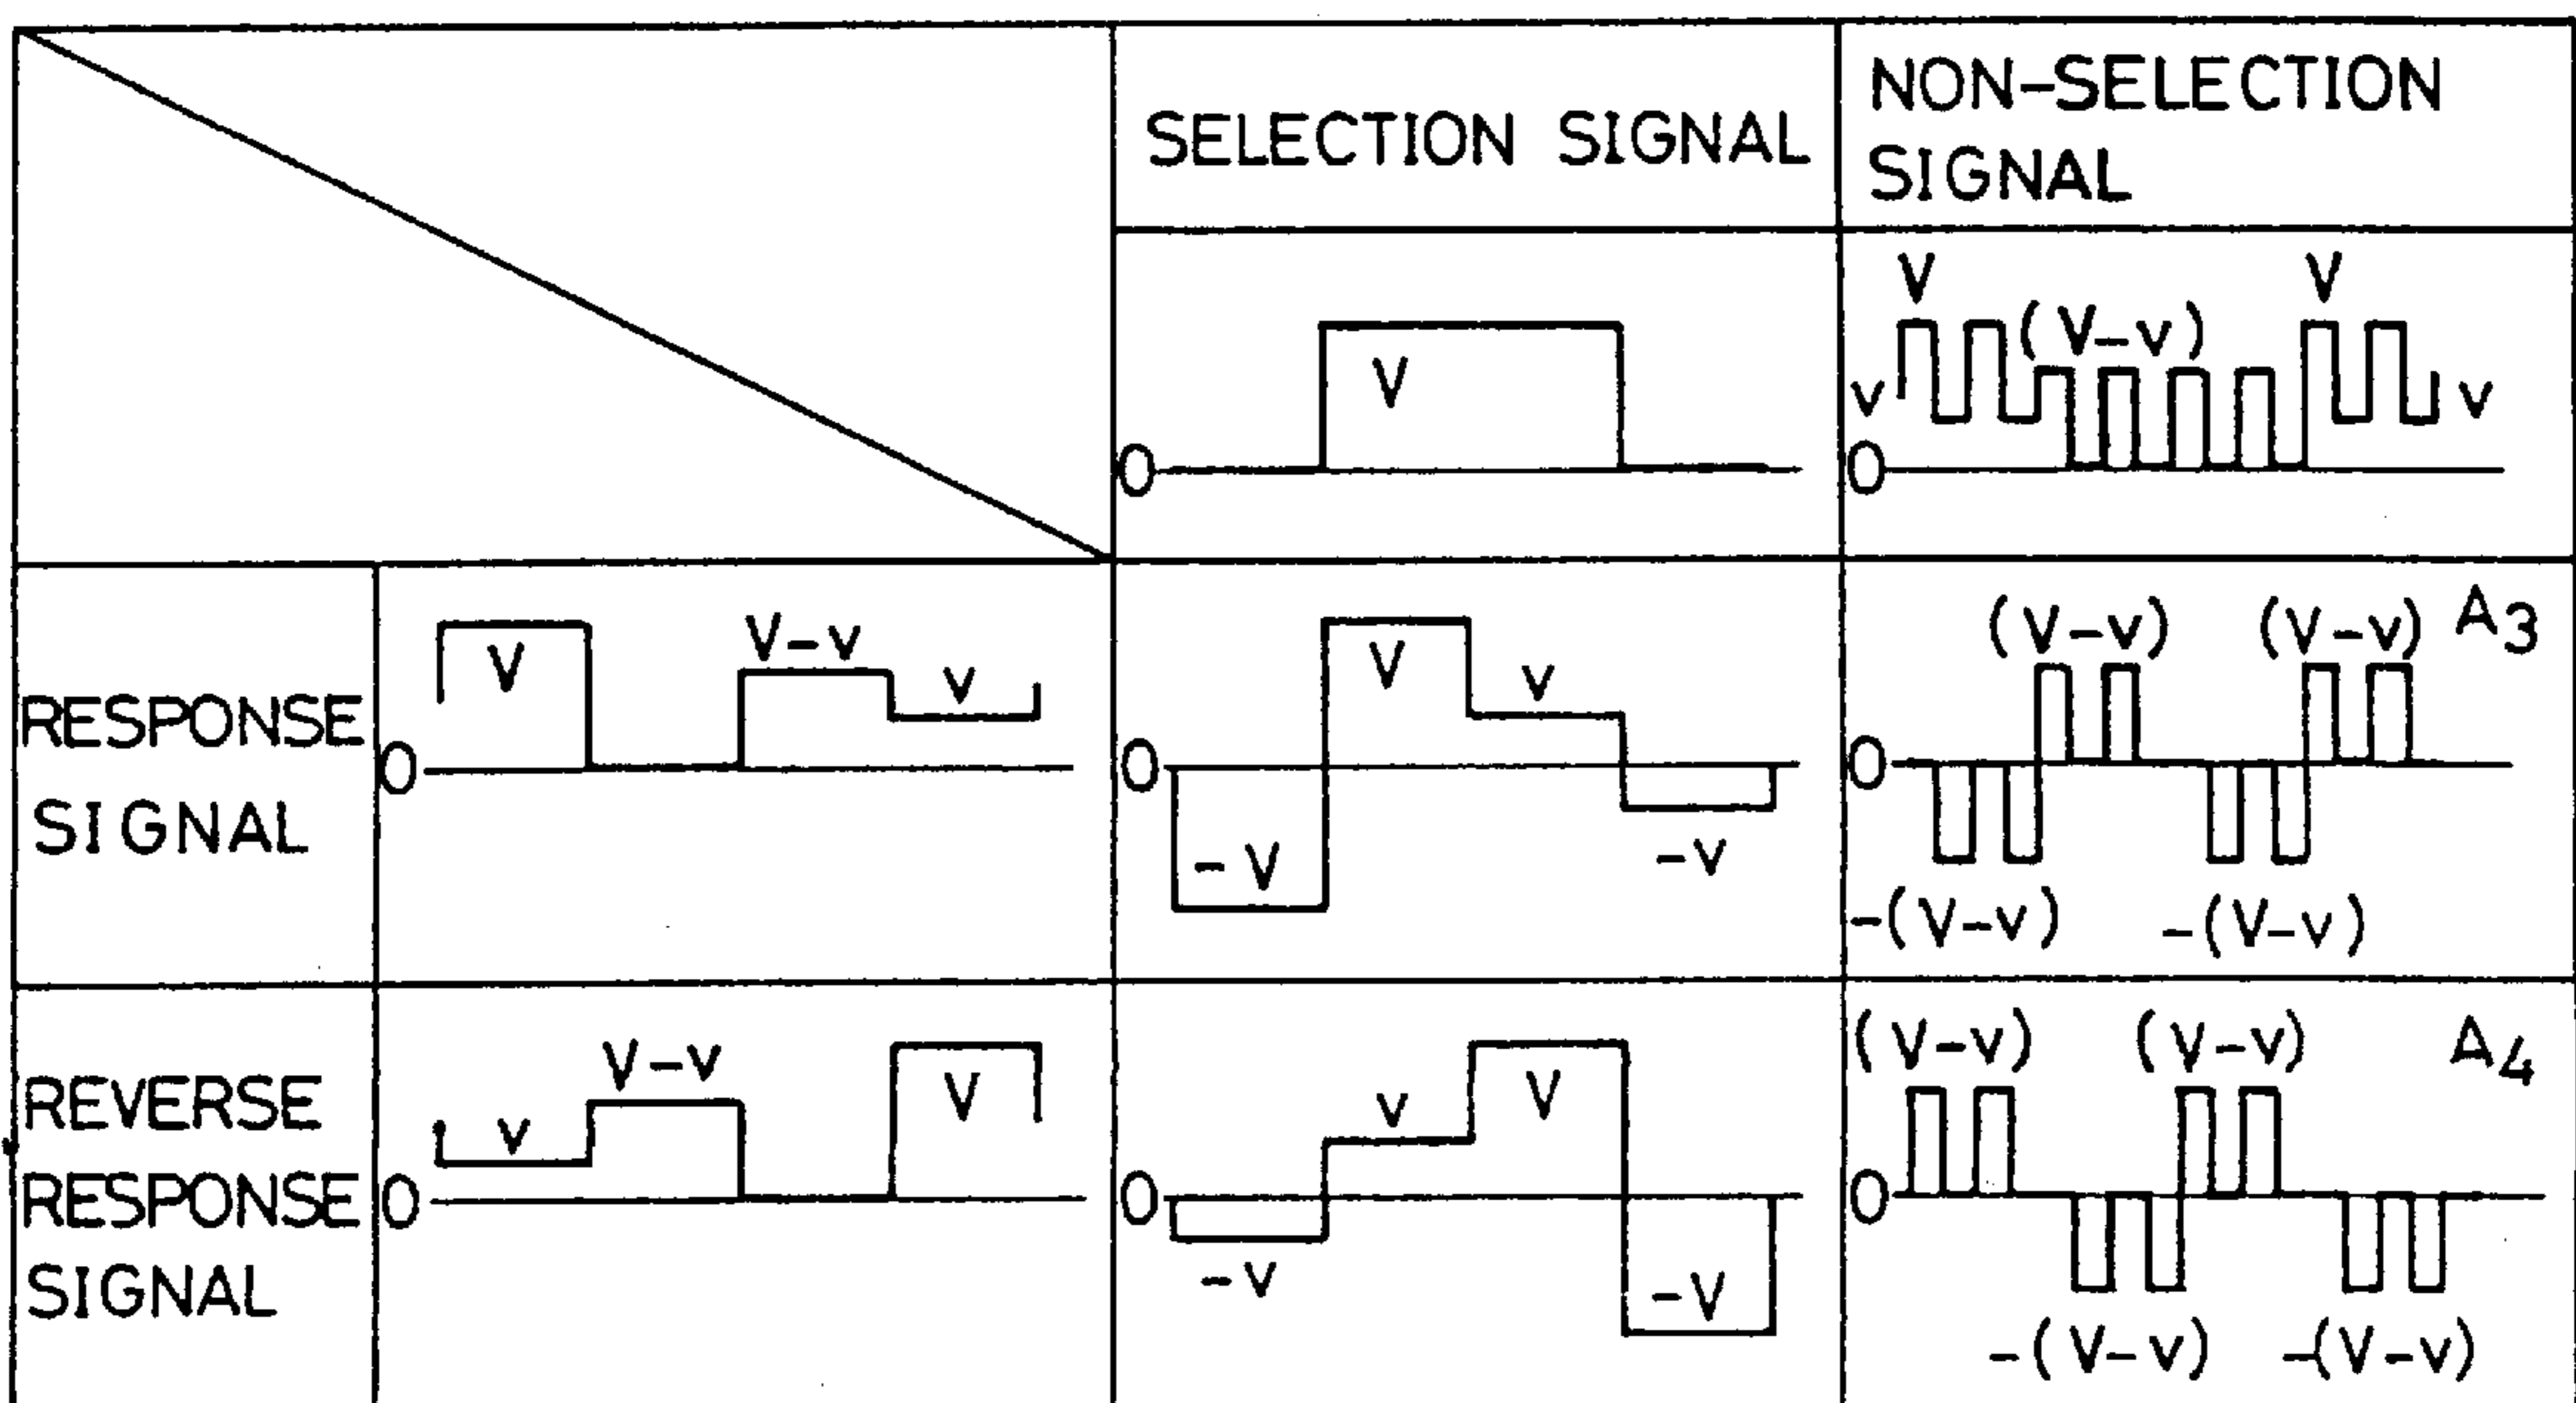 SELECTION SIGNAL
NON-SELECTION
SIGNAL
V
0
V
(V-v)
V
v
v
0
RESPONSE
SIGNAL
V
V-v
v
0
V
v
0
-V
-v
(V-v)
(V-v)
A3
0
-(V-v)
-(V-v)
REVERSE
RESPONSE
SIGNAL
v
V-v
V
0
v
V
0
-v
-V
(V-v)
(V-v)
A4
0
-(V-v)
-(V-v)